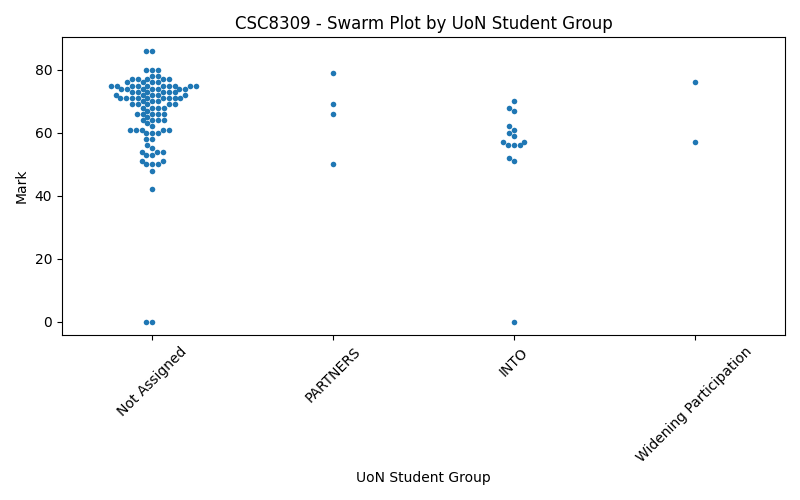 CSC8309 - Swarm Plot by UoN Student Group
Mark
80
60
40
20
0
Not Assigned
PARTNERS
INTO
Widening Participation
UoN Student Group